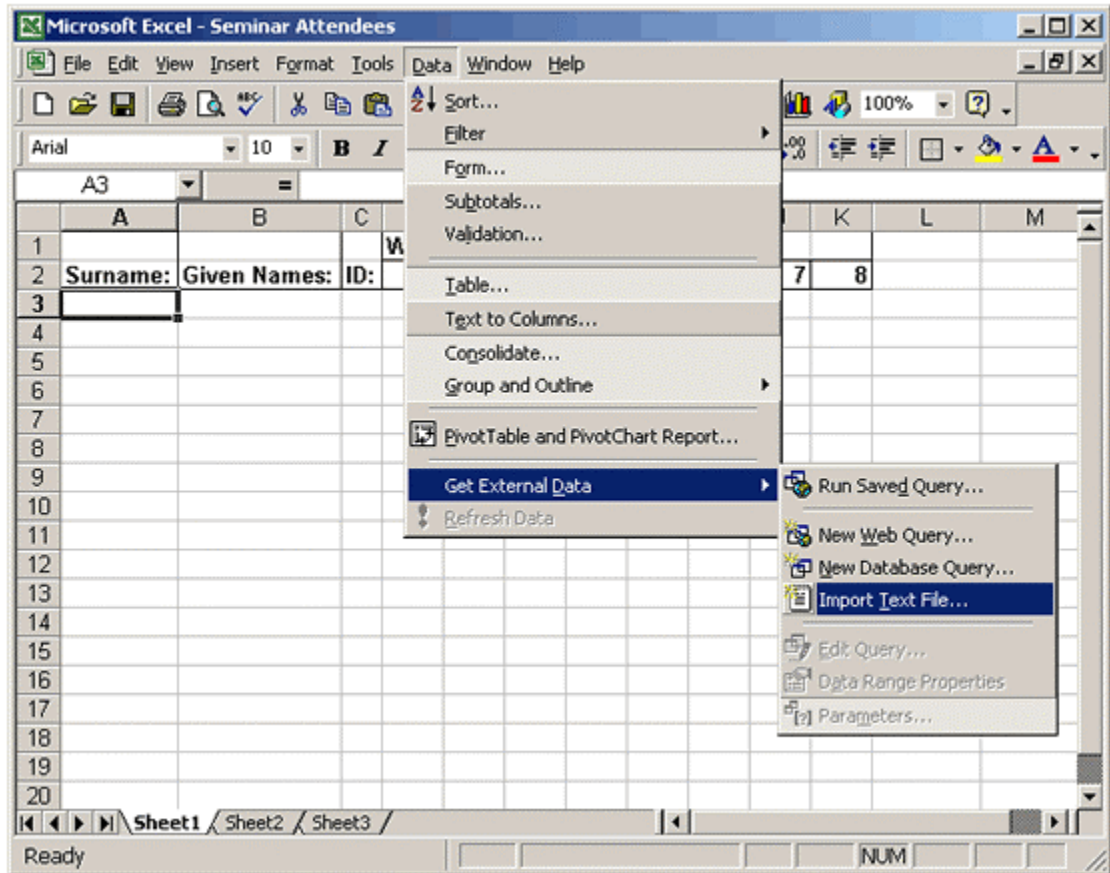 Microsoft Excel - Seminar Attendees
File Edit View Insert Format Tools Data Window Help
100%
Arial 10 B I A
A3 =
A B C K L M
1
2 Surname: Given Names: ID: 7 8
3
4
5
6
7
8
9
10
11
12
13
14
15
16
17
18
19
20
Sort...
Filter
Form...
Subtotals...
Validation...
Table...
Text to Columns...
Consolidate...
Group and Outline
PivotTable and PivotChart Report...
Get External Data
Refresh Data
Run Saved Query...
New Web Query...
New Database Query...
Import Text File...
Edit Query...
Data Range Properties
Parameters...
Sheet1 Sheet2 Sheet3
Ready NUM